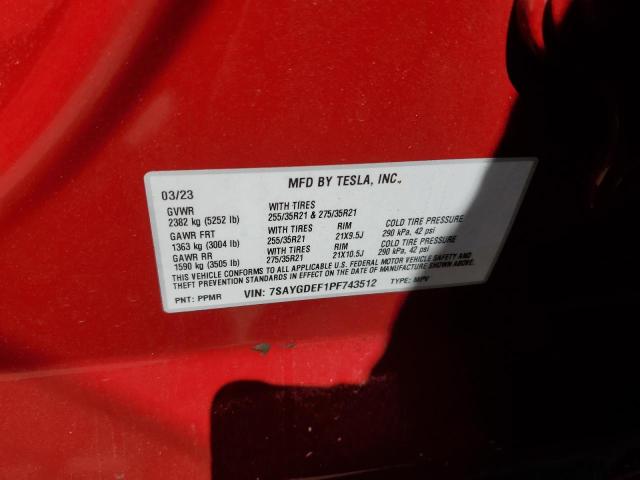 MFD BY TESLA, INC.,
03/23
GVWR WITH TIRES
2382 kg (5252 lb) 255/35R21 & 275/35R21
GAWR FRT WITH TIRES RIM COLD TIRE PRESSURE
1363 kg (3004 lb) 255/35R21 21X9.5J 290 kPa, 42 psi
GAWR RR WITH TIRES RIM COLD TIRE PRESSURE
1590 kg (3505 lb) 275/35R21 21X10.5J 290 kPa, 42 psi
THIS VEHICLE CONFORMS TO ALL APPLICABLE U.S. FEDERAL MOTOR VEHICLE SAFETY AND
THEFT PREVENTION STANDARDS IN EFFECT ON THE DATE OF MANUFACTURE SHOWN ABOVE.
PNT: PPMR VIN: 7SAYGDEF1PF743512 TYPE: MPV